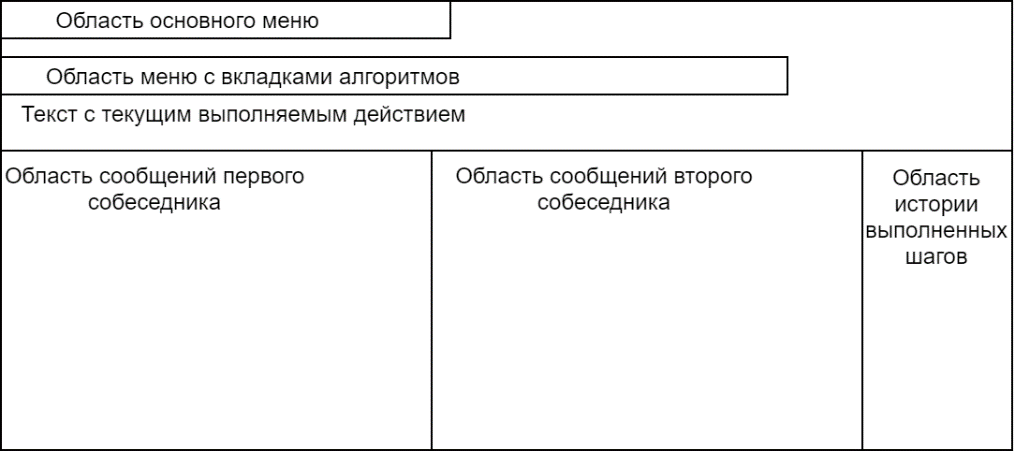 Область основного меню
Область меню с вкладками алгоритмов
Текст с текущим выполняемым действием
Область сообщений первого
собеседника
Область сообщений второго
собеседника
Область
истории
выполненных
шагов